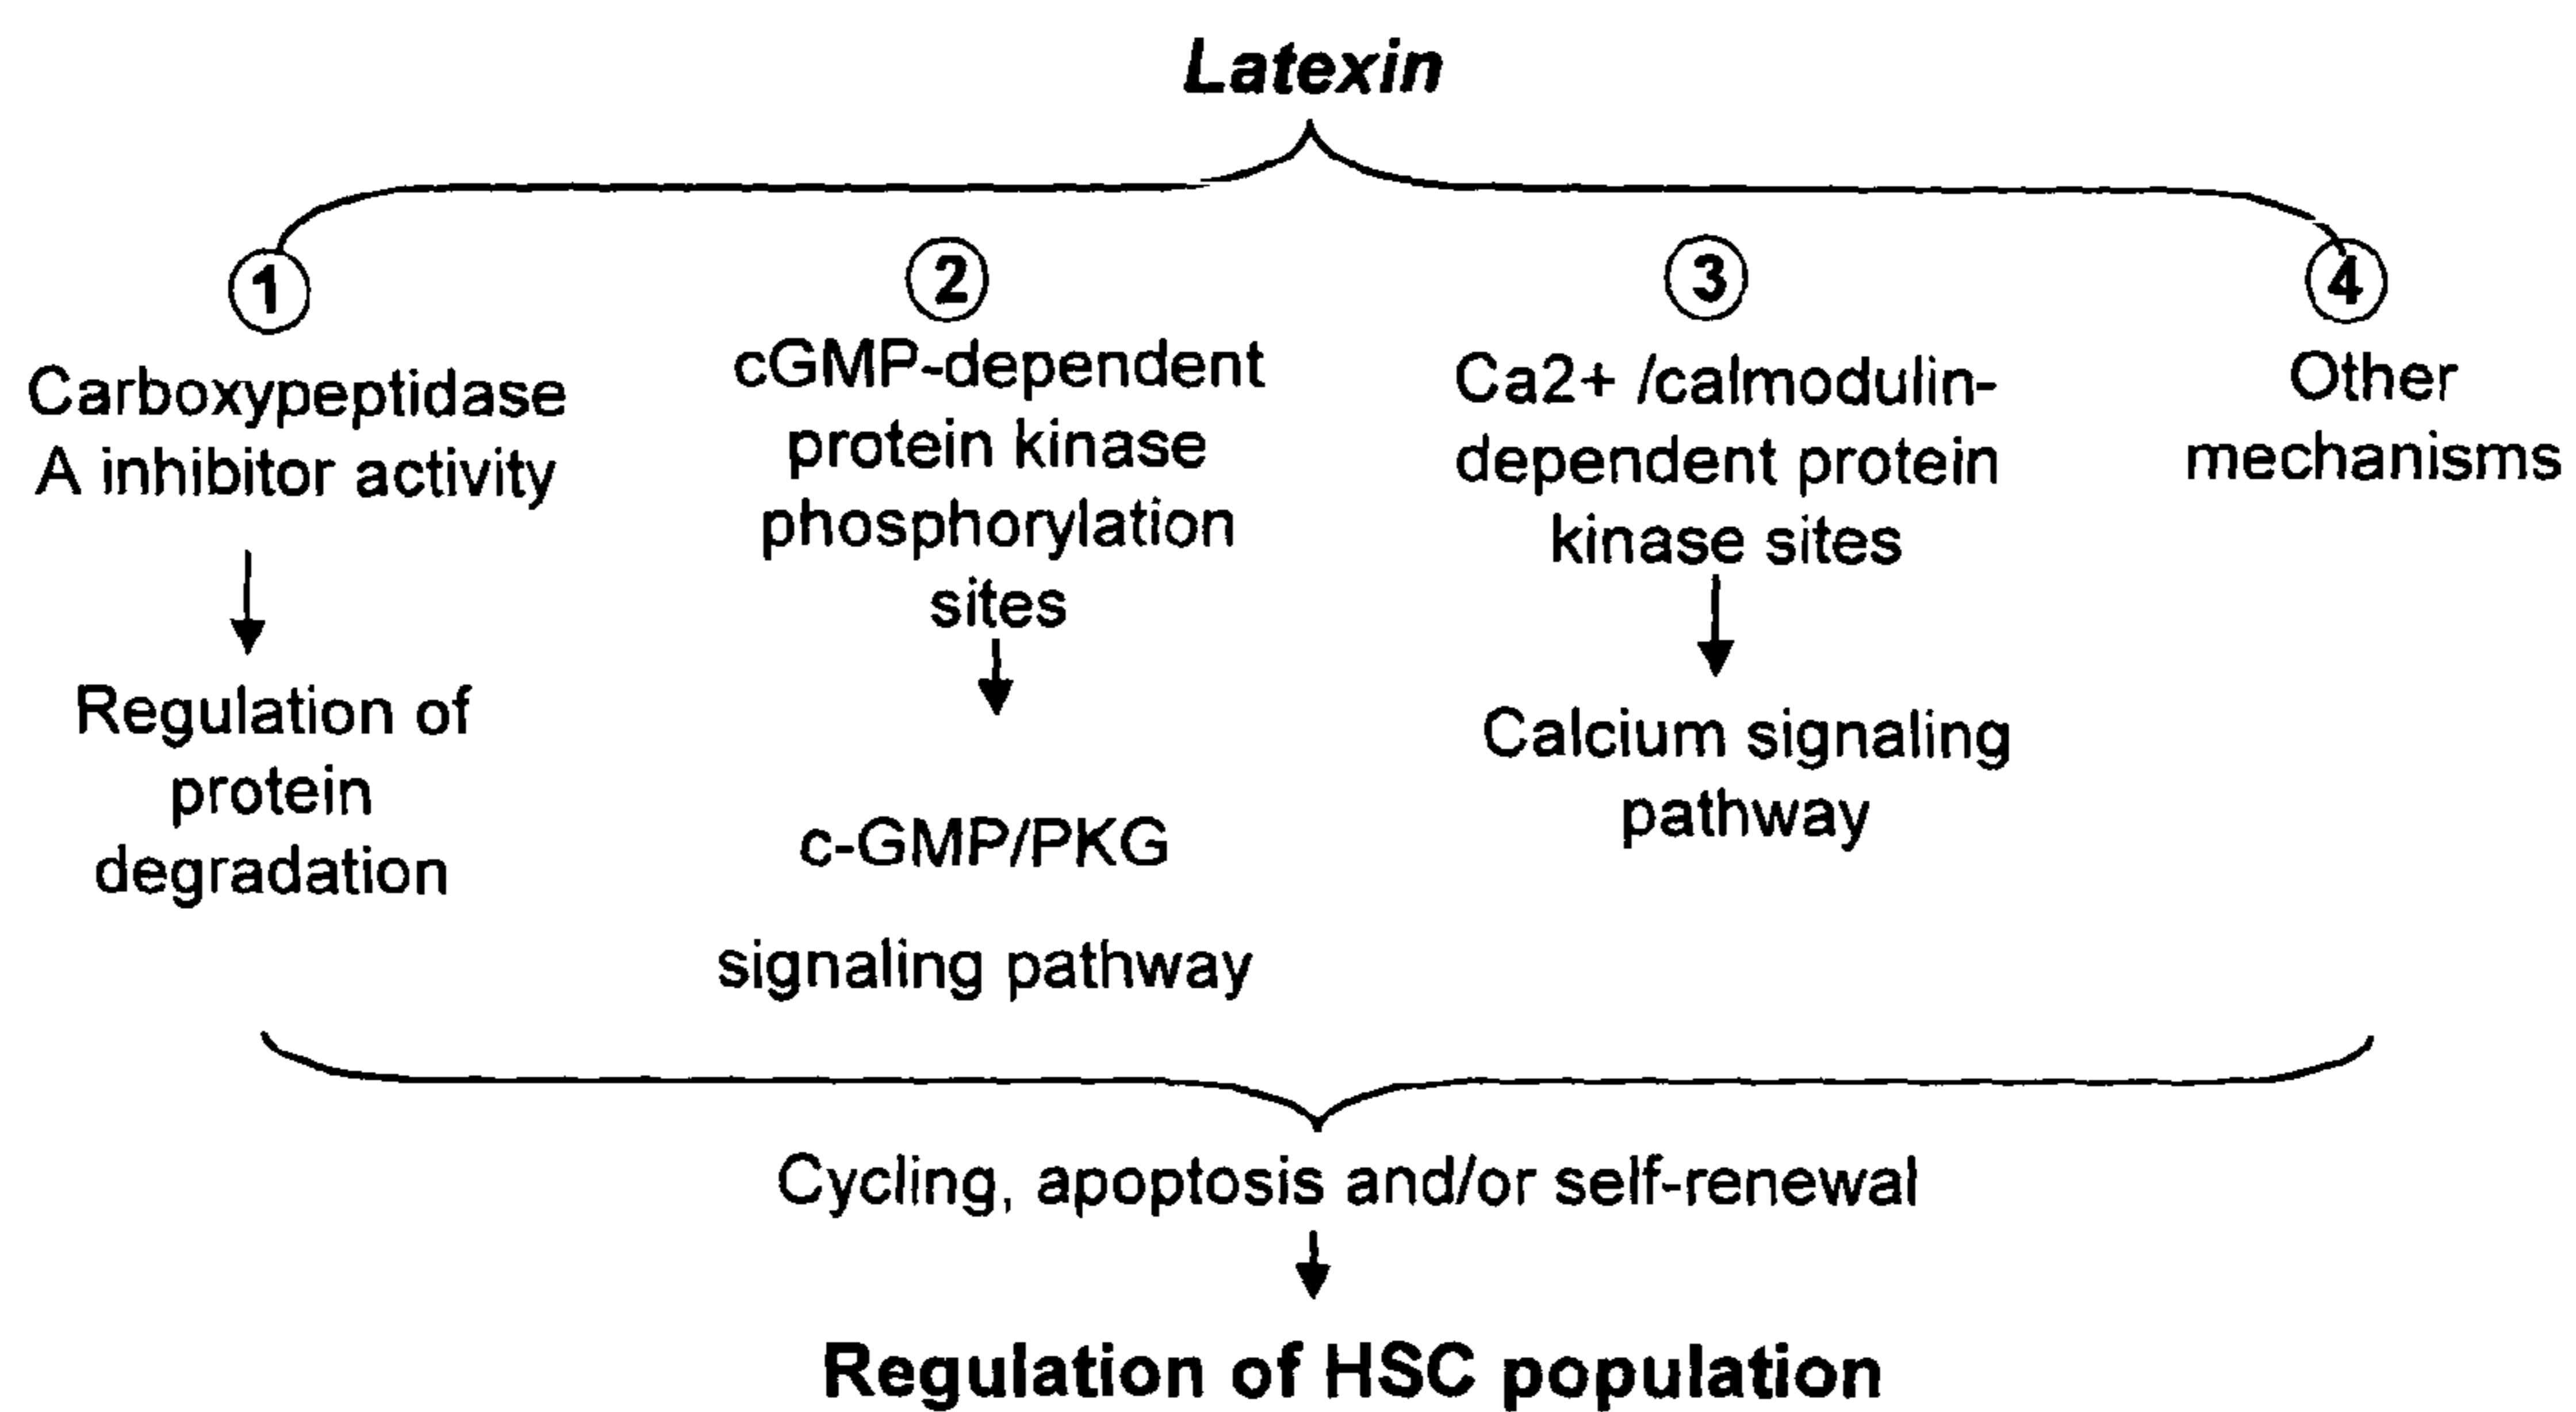 Latexin
1
Carboxypeptidase
A inhibitor activity
Regulation of
protein
degradation
2
cGMP-dependent
protein kinase
phosphorylation
sites
c-GMP/PKG
signaling pathway
3
Ca2+ /calmodulin-
dependent protein
kinase sites
Calcium signaling
pathway
4
Other
mechanisms
Cycling, apoptosis and/or self-renewal
Regulation of HSC population